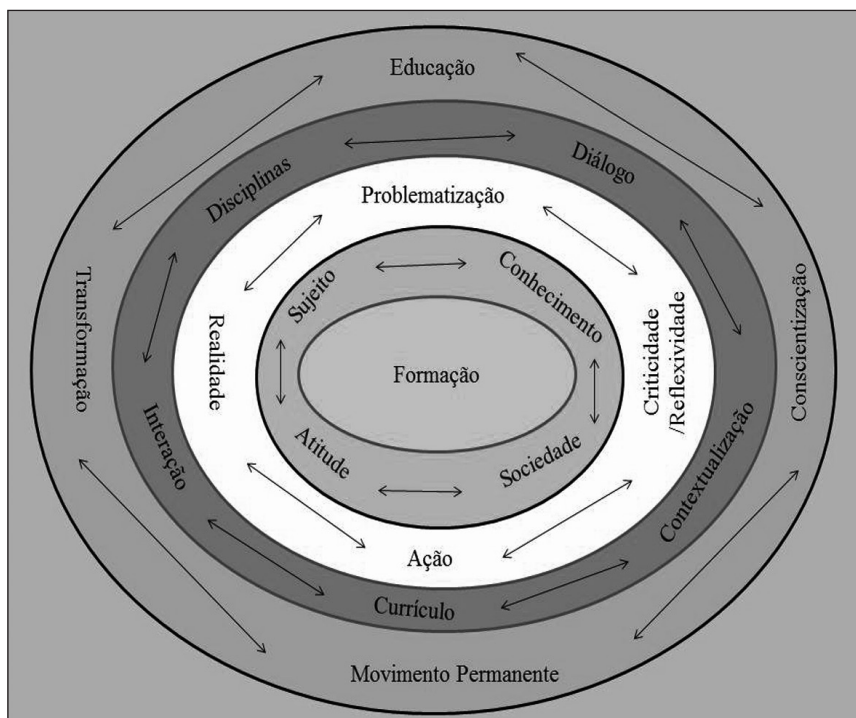 Educação
Disciplinas
Diálogo
Problematização
Sujeito
Conhecimento
Transformação
Realidade
Formação
Criticidade
/Reflexividade
Conscientização
Interação
Atitude
Sociedade
Contextualização
Ação
Currículo
Movimento Permanente